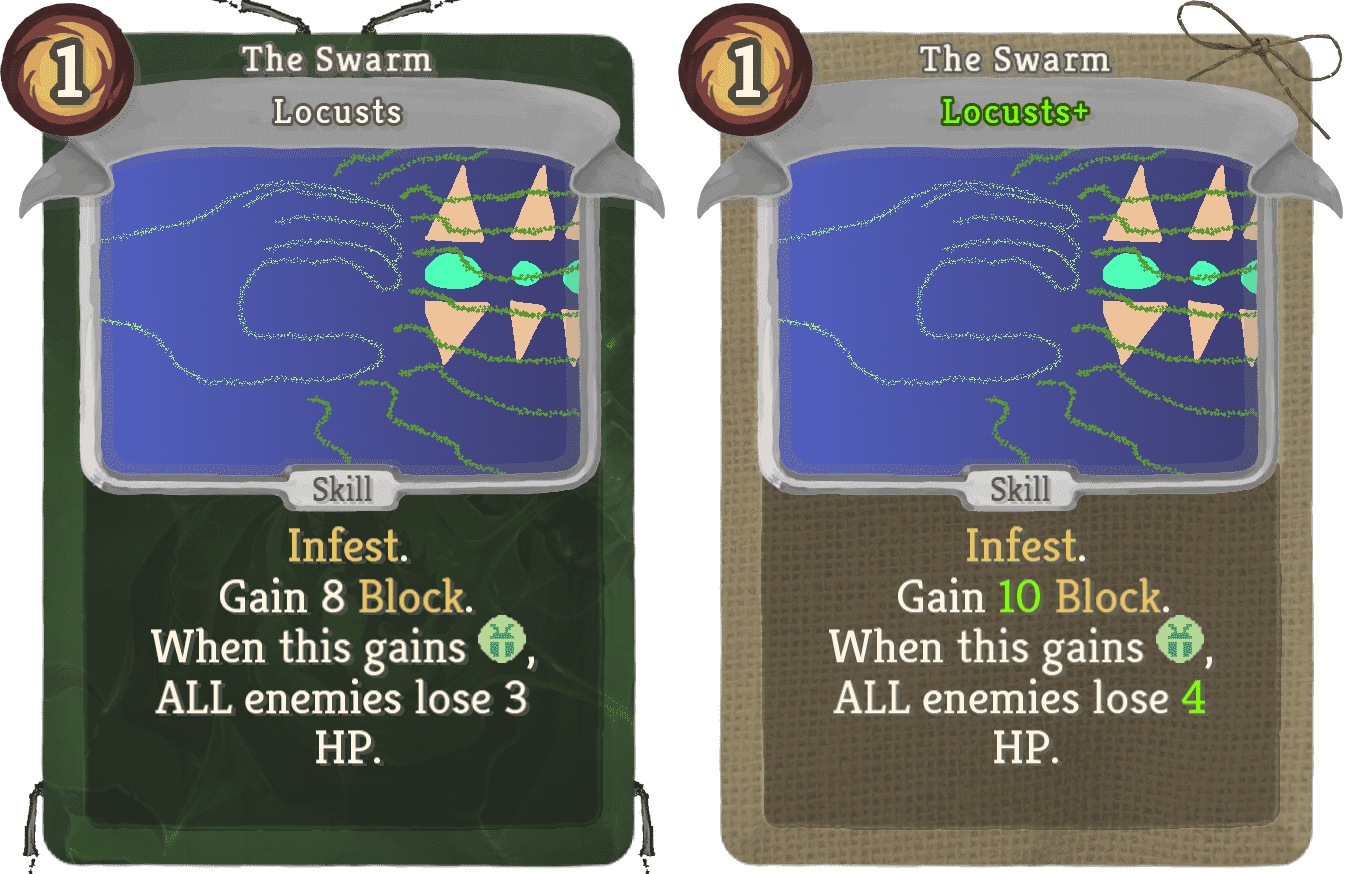 1
The Swarm
Locusts
Skill
Infest.
Gain 8 Block.
When this gains ,
ALL enemies lose 3
HP.
1
The Swarm
Locusts+
Skill
Infest.
Gain 10 Block.
When this gains ,
ALL enemies lose 4
HP.